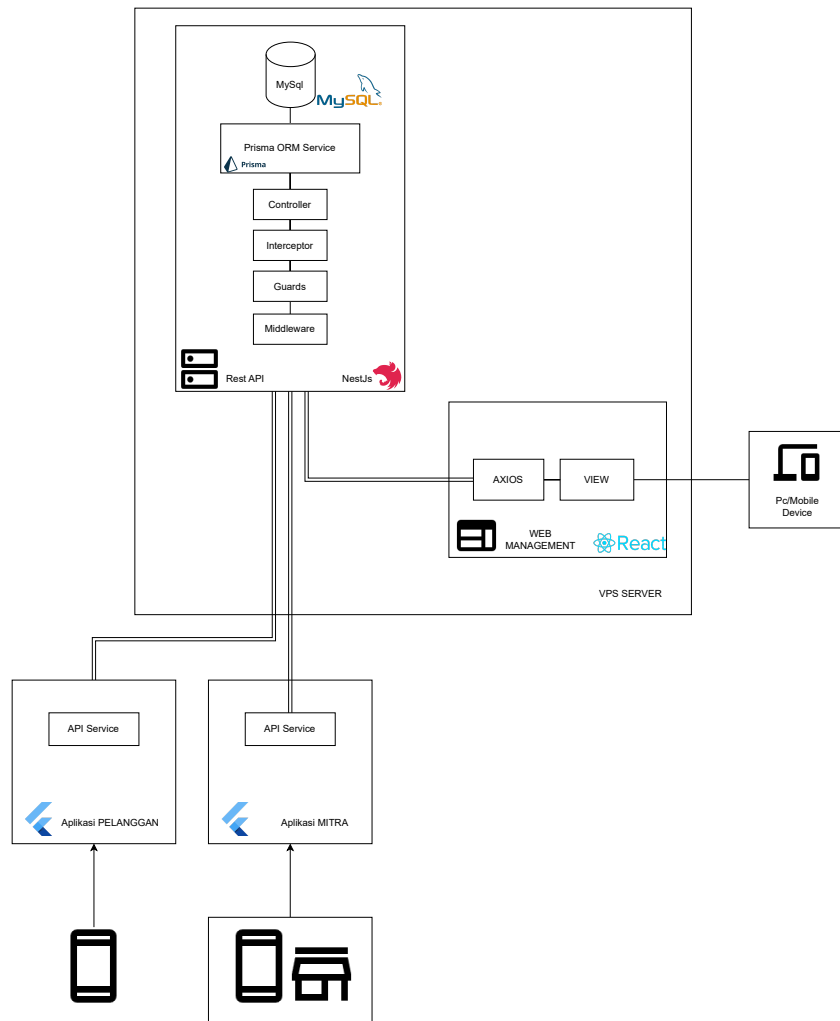 MySql
MySQL
Prisma ORM Service
Prisma
Controller
Interceptor
Guards
Middleware
Rest API
NestJs
AXIOS
VIEW
WEB
MANAGEMENT
React
Pc/Mobile
Device
VPS SERVER
API Service
Aplikasi PELANGGAN
API Service
Aplikasi MITRA